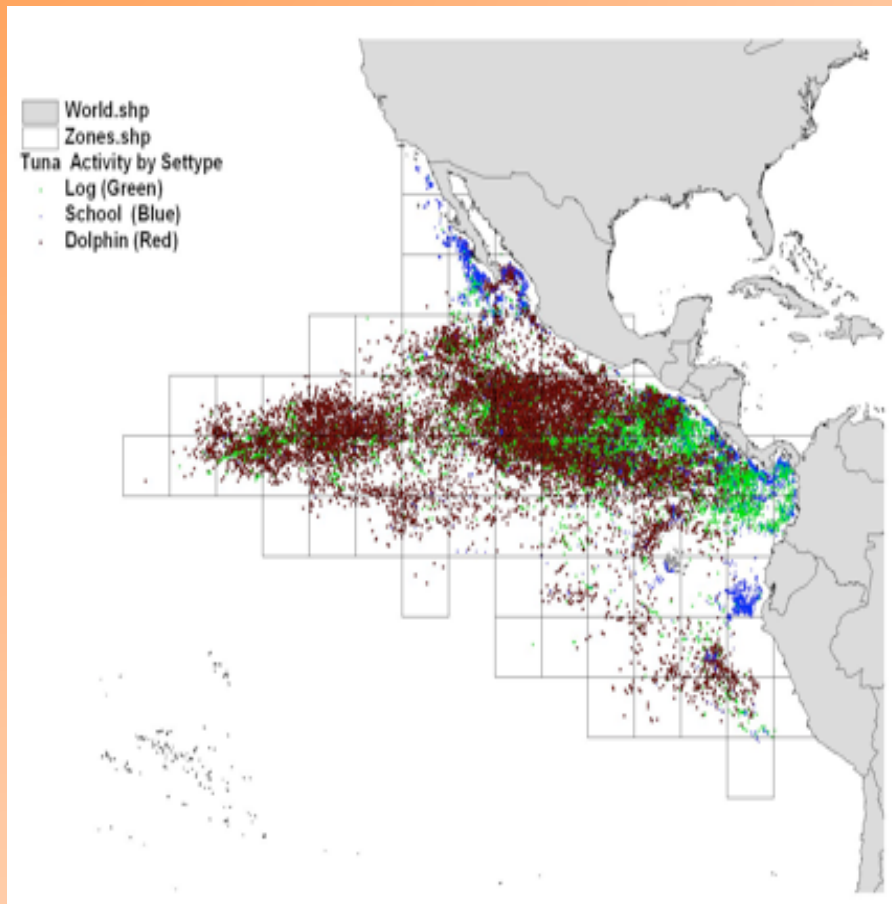 World.shp
Zones.shp
Tuna Activity by Settype
Log (Green)
School (Blue)
Dolphin (Red)